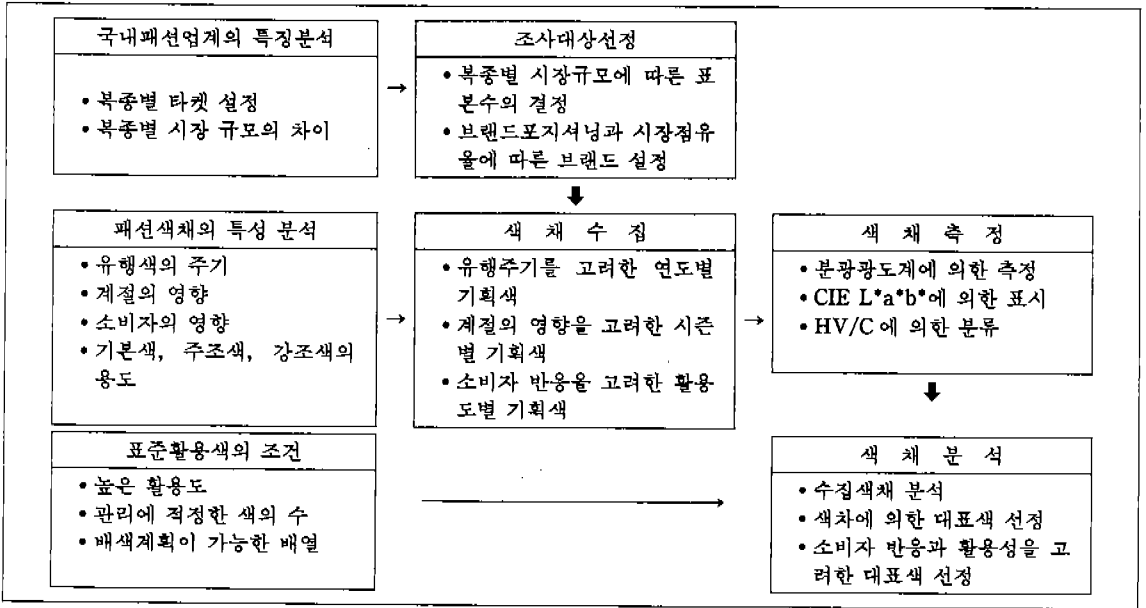 국내패션업계의 특징분석
• 복종별 타켓 설정
• 복종별 시장 규모의 차이
→
조사대상선정
• 복종별 시장규모에 따른 표
본수의 결정
• 브랜드포지셔닝과 시장점유
율에 따른 브랜드 설정
패션색채의 특성 분석
• 유행색의 주기
• 계절의 영향
• 소비자의 영향
• 기본색, 주조색, 강조색의
용도
→
색 채 수 집
• 유행주기를 고려한 연도별
기획색
• 계절의 영향을 고려한 시즌
별 기획색
• 소비자 반응을 고려한 활용
도별 기획색
→
색 채 측 정
• 분광광도계에 의한 측정
• CIE L*a*b*에 의한 표시
• HV/C 에 의한 분류
표준활용색의 조건
• 높은 활용도
• 관리에 적정한 색의 수
• 배색계획이 가능한 배열
색 채 분 석
• 수집색채 분석
• 색차에 의한 대표색 선정
• 소비자 반응과 활용성을 고
려한 대표색 선정